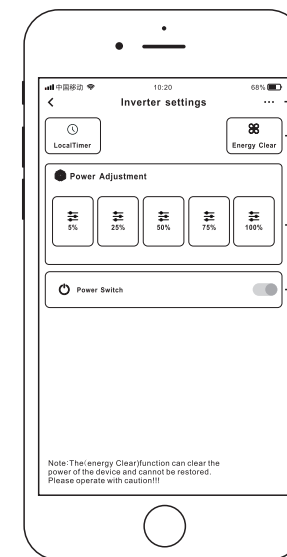 中国移动 10:20 68%
Inverter settings
LocalTimer Energy Clear
Power Adjustment
5% 25% 50% 75% 100%
Power Switch
Note:The(energy Clear)function can clear the
power of the device and cannot be restored.
Please operate with caution!!!